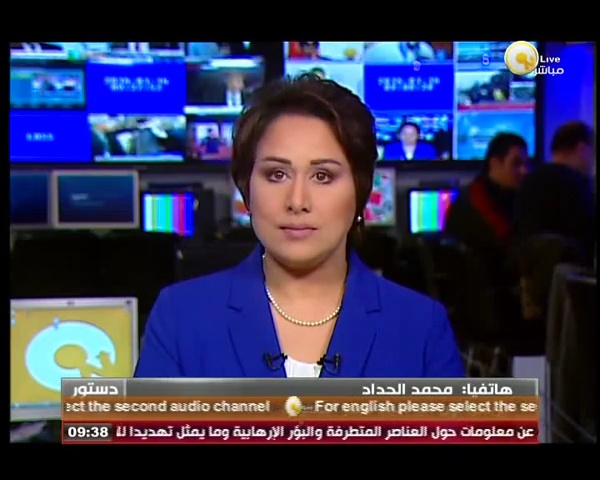 Live
مباشر
هاتفيا: محمد الحداد
دستور
ect the second audio channel For english please select the se
09:38
عن معلومات حول العناصر المتطرفة والبؤر الإرهابية وما يمثل تهديدا لل